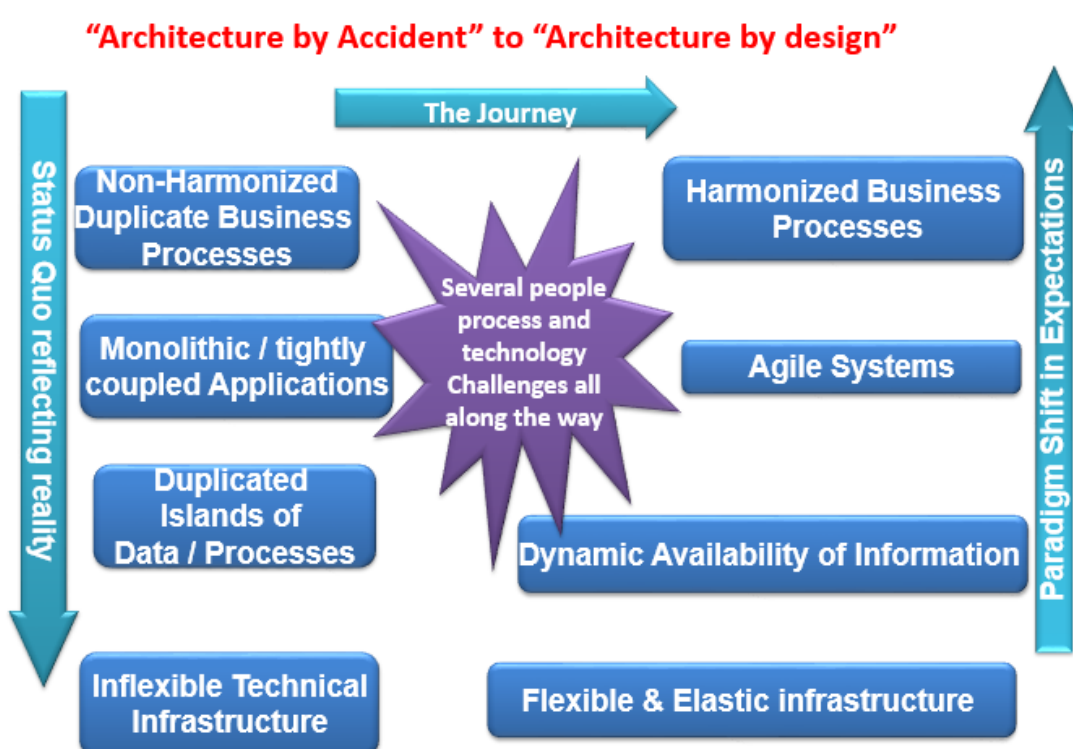 “Architecture by Accident” to “Architecture by design”
The Journey
Status Quo reflecting reality
Non-Harmonized
Duplicate Business
Processes
Monolithic / tightly
coupled Applications
Duplicated
Islands of
Data / Processes
Inflexible Technical
Infrastructure
Several people
process and
technology
Challenges all
along the way
Harmonized Business
Processes
Agile Systems
Dynamic Availability of Information
Flexible & Elastic infrastructure
Paradigm Shift in Expectations